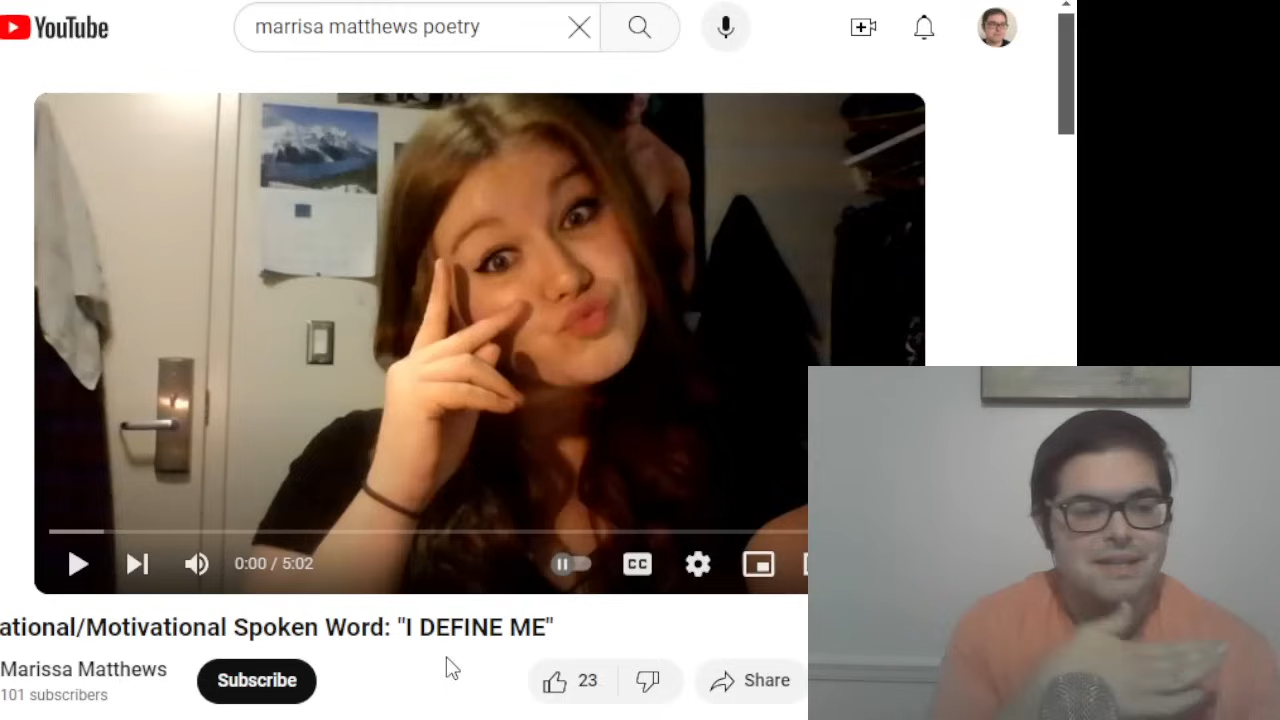 YouTube
marrisa matthews poetry
0:00 / 5:02
CC
ational/Motivational Spoken Word: "I DEFINE ME"
Marissa Matthews
101 subscribers
Subscribe
23
Share